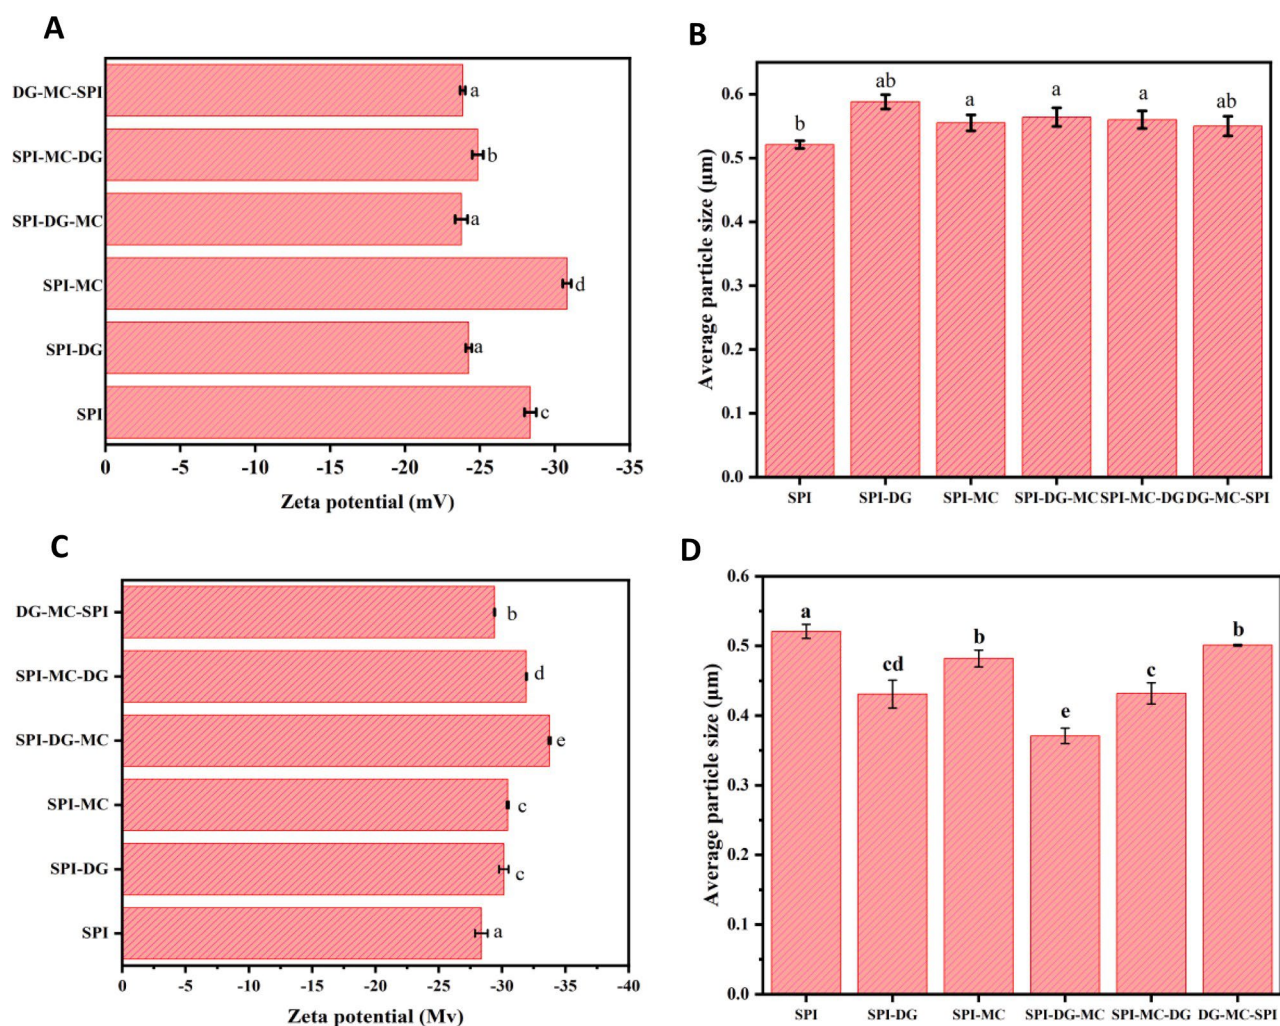 A
DG-MC-SPI
a
SPI-MC-DG
b
SPI-DG-MC
a
SPI-MC
d
SPI-DG
a
SPI
c
0 -5 -10 -15 -20 -25 -30 -35
Zeta potential (mV)
B
Average particle size (μm)
0.6
0.5
0.4
0.3
0.2
0.1
0.0
b ab a a a ab
SPI SPI-DG SPI-MC SPI-DG-MC SPI-MC-DG DG-MC-SPI
C
DG-MC-SPI
b
SPI-MC-DG
d
SPI-DG-MC
e
SPI-MC
c
SPI-DG
c
SPI
a
0 -5 -10 -15 -20 -25 -30 -35 -40
Zeta potential (Mv)
D
Average particle size (μm)
0.6
0.5
0.4
0.3
0.2
0.1
0.0
a cd b e c b
SPI SPI-DG SPI-MC SPI-DG-MC SPI-MC-DG DG-MC-SPI